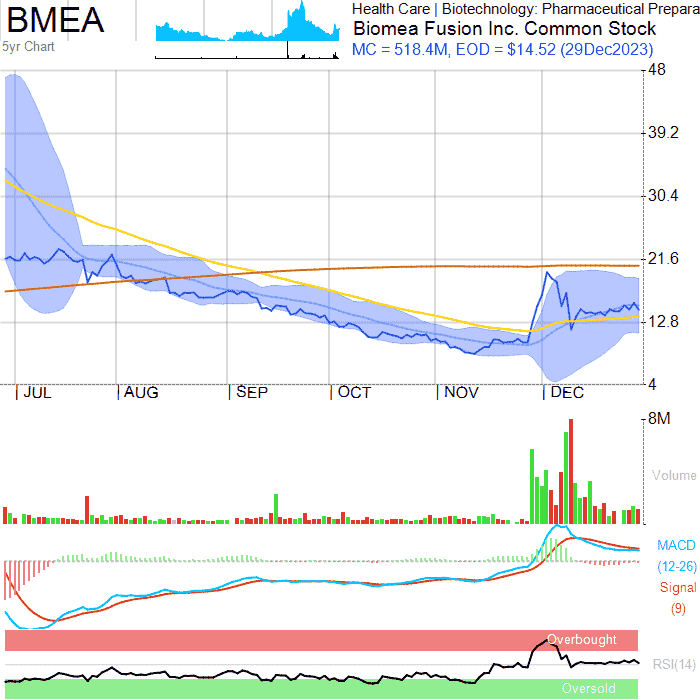 BMEA
5yr Chart
Health Care | Biotechnology: Pharmaceutical Prepara
Biomea Fusion Inc. Common Stock
MC = 518.4M, EOD = $14.52 (29Dec2023)
48
39.2
30.4
21.6
12.8
4
JUL AUG SEP OCT NOV DEC
8M
Volume
MACD
(12-26)
Signal
(9)
Overbought
RSI(14)
Oversold